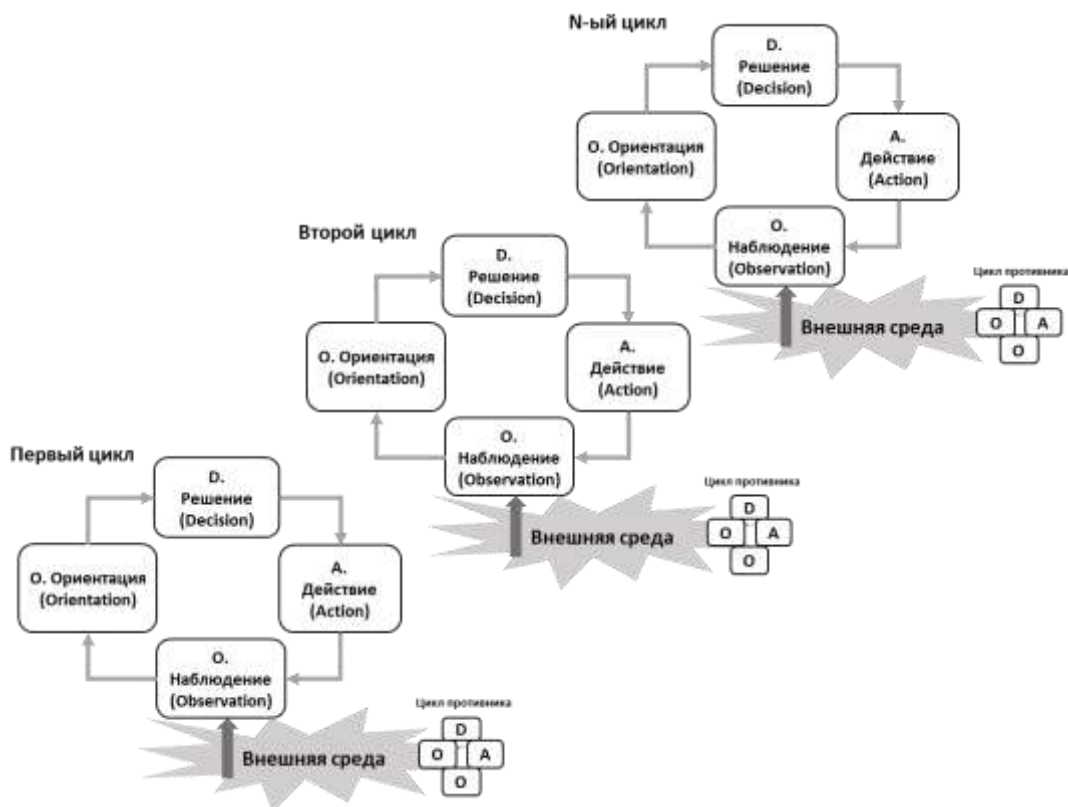 N-ый цикл
D.
Решение
(Decision)
О. Ориентация
(Orientation)
А.
Действие
(Action)
О.
Наблюдение
(Observation)
Внешняя среда
Цикл противника
D
О А
О
Второй цикл
D.
Решение
(Decision)
О. Ориентация
(Orientation)
А.
Действие
(Action)
О.
Наблюдение
(Observation)
Внешняя среда
Цикл противника
D
О А
О
Первый цикл
D.
Решение
(Decision)
О. Ориентация
(Orientation)
А.
Действие
(Action)
О.
Наблюдение
(Observation)
Внешняя среда
Цикл противника
D
О А
О